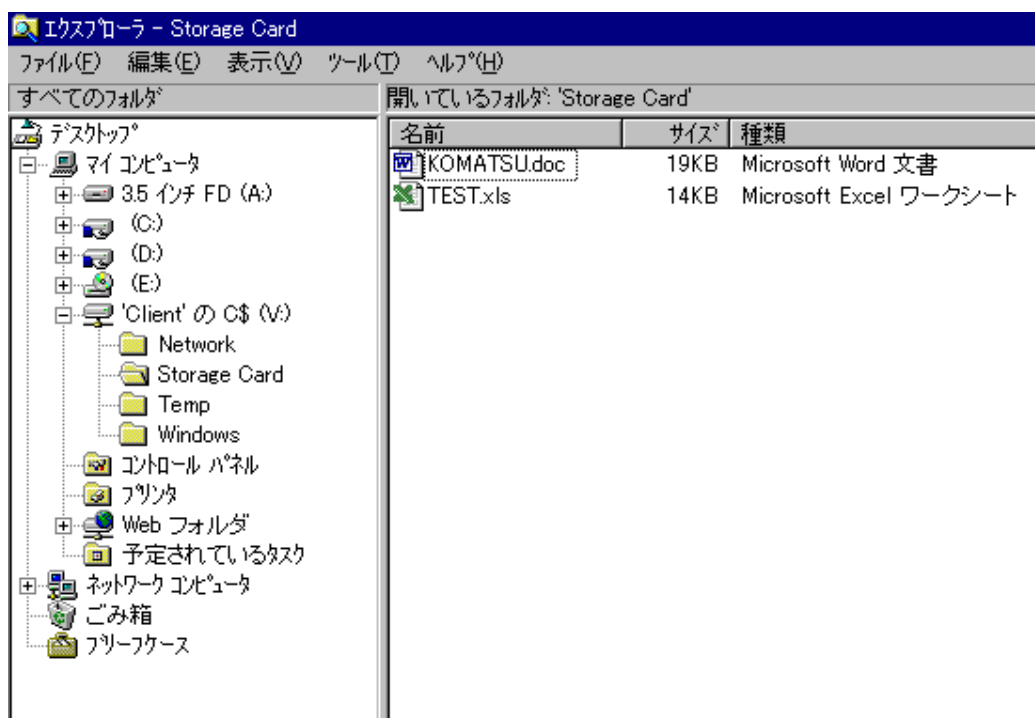 エクスプローラ - Storage Card
ファイル(F) 編集(E) 表示(V) ツール(T) ヘルプ(H)
すべてのフォルダ
開いているフォルダ: 'Storage Card'
デスクトップ
マイ コンピュータ
3.5 インチ FD (A:)
(C:)
(D:)
(E:)
'Client' の C$ (V:)
Network
Storage Card
Temp
Windows
コントロール パネル
プリンタ
Web フォルダ
予定されているタスク
ネットワーク コンピュータ
ごみ箱
ブリーフケース
名前 サイズ 種類
KOMATSU.doc 19KB Microsoft Word 文書
TEST.xls 14KB Microsoft Excel ワークシート